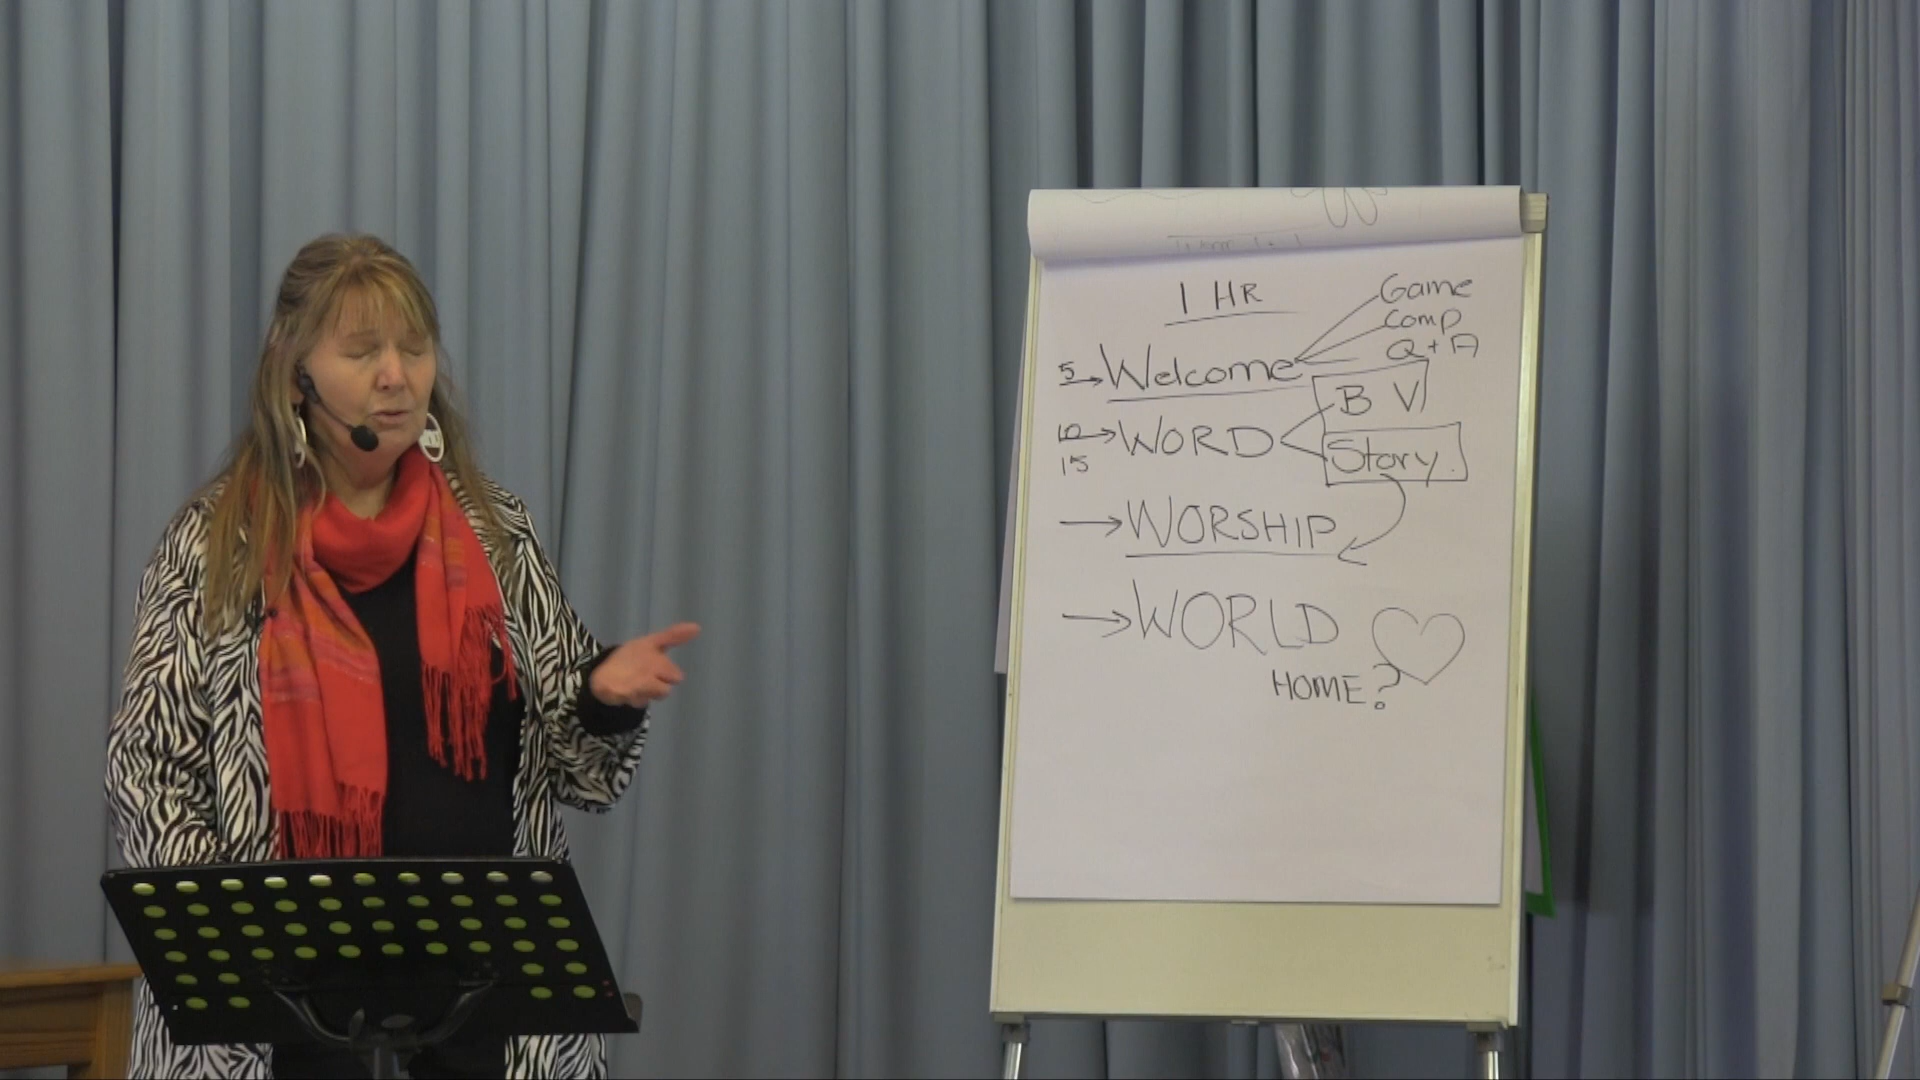 1 HR
Game
Comp
Q + A
5 → Welcome
B V
10 → WORD
15
Story.
→ WORSHIP
→ WORLD
HOME?